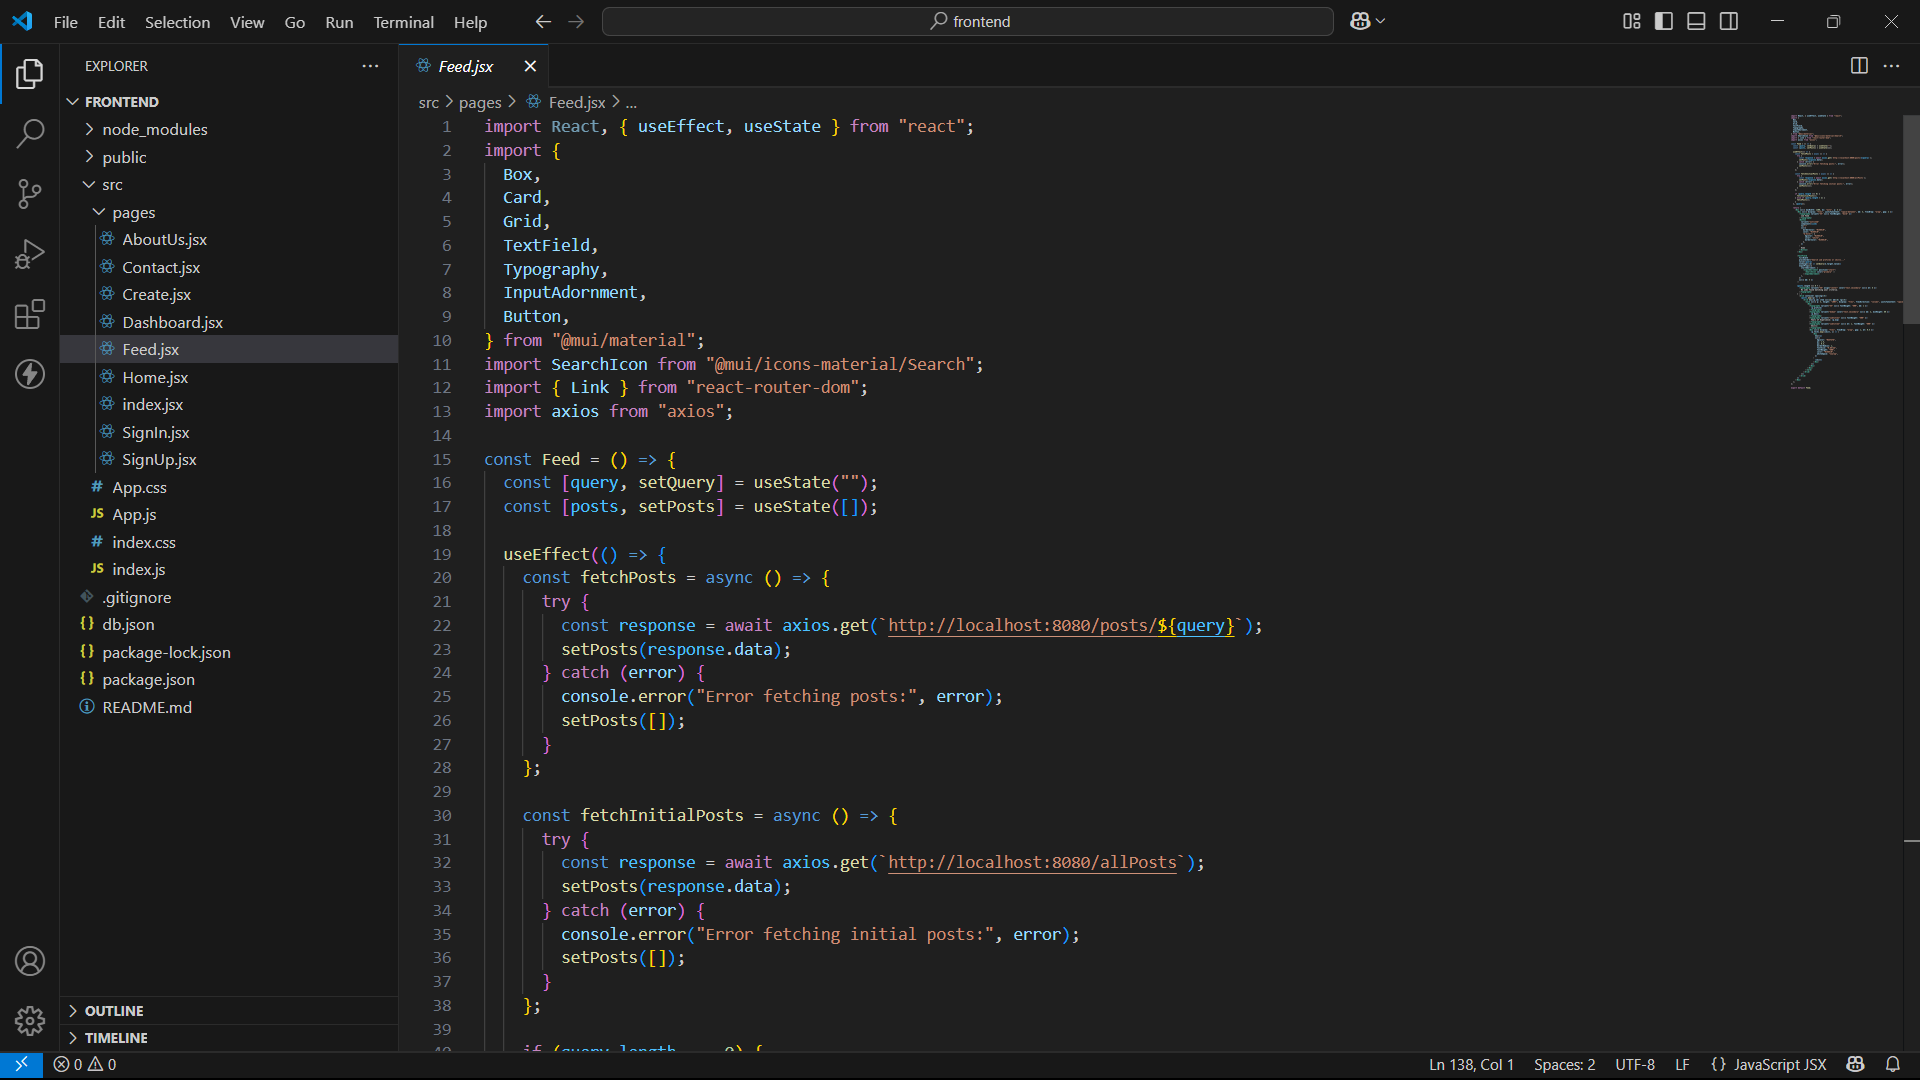 File Edit Selection View Go Run Terminal Help
frontend
EXPLORER
FRONTEND
node_modules
public
src
pages
AboutUs.jsx
Contact.jsx
Create.jsx
Dashboard.jsx
Feed.jsx
Home.jsx
index.jsx
SignIn.jsx
SignUp.jsx
# App.css
JS App.js
# index.css
JS index.js
.gitignore
{} db.json
{} package-lock.json
{} package.json
README.md
OUTLINE
TIMELINE
Feed.jsx
src > pages > Feed.jsx > ...
1 import React, { useEffect, useState } from "react";
2 import {
3 Box,
4 Card,
5 Grid,
6 TextField,
7 Typography,
8 InputAdornment,
9 Button,
10 } from "@mui/material";
11 import SearchIcon from "@mui/icons-material/Search";
12 import { Link } from "react-router-dom";
13 import axios from "axios";
14
15 const Feed = () => {
16 const [query, setQuery] = useState("");
17 const [posts, setPosts] = useState([]);
18
19 useEffect(() => {
20 const fetchPosts = async () => {
21 try {
22 const response = await axios.get(`http://localhost:8080/posts/${query}`);
23 setPosts(response.data);
24 } catch (error) {
25 console.error("Error fetching posts:", error);
26 setPosts([]);
27 }
28 };
29
30 const fetchInitialPosts = async () => {
31 try {
32 const response = await axios.get(`http://localhost:8080/allPosts`);
33 setPosts(response.data);
34 } catch (error) {
35 console.error("Error fetching initial posts:", error);
36 setPosts([]);
37 }
38 };
39
0 0
Ln 138, Col 1 Spaces: 2 UTF-8 LF {} JavaScript JSX